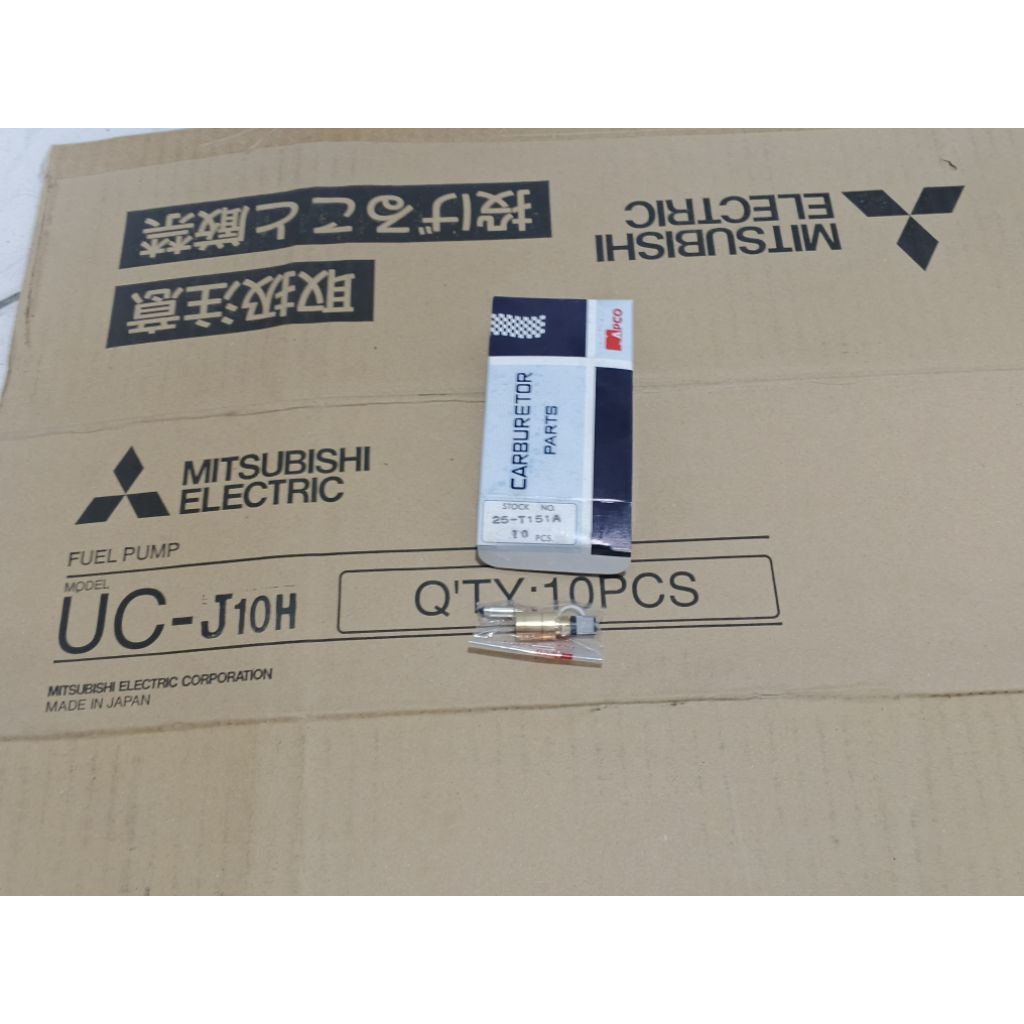 投げること厳禁
取扱注意
MITSUBISHI
ELECTRIC
APCO
CARBURETOR
PARTS
STOCK NO.
25-T151A
10 PCS.
MITSUBISHI
ELECTRIC
FUEL PUMP
MODEL
UC-J10H
Q'TY:10PCS
MITSUBISHI ELECTRIC CORPORATION
MADE IN JAPAN